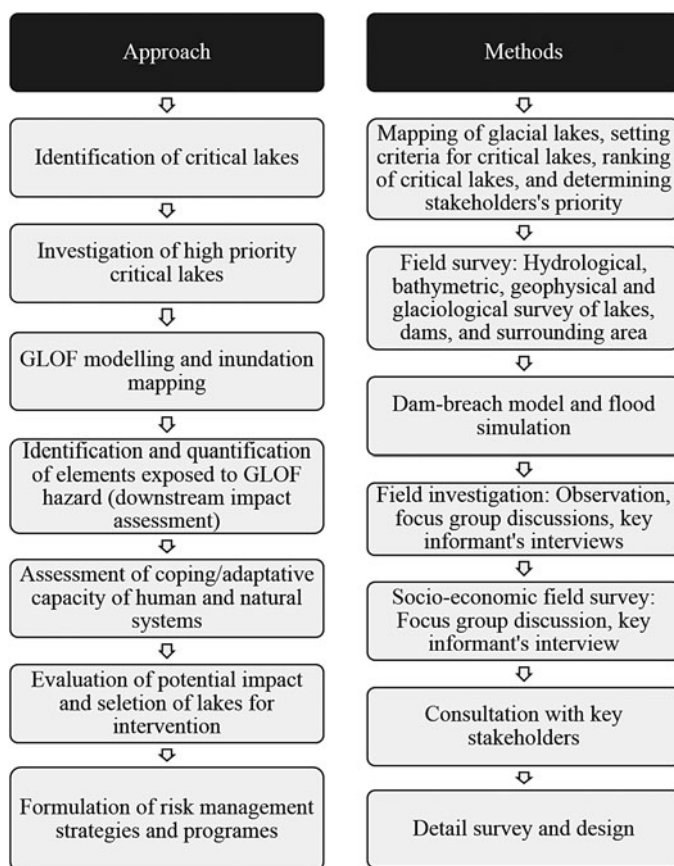 Approach
Identification of critical lakes
Investigation of high priority
critical lakes
GLOF modelling and inundation
mapping
Identification and quantification
of elements exposed to GLOF
hazard (downstream impact
assessment)
Assessment of coping/adaptative
capacity of human and natural
systems
Evaluation of potential impact
and seletion of lakes for
intervention
Formulation of risk management
strategies and programes
Methods
Mapping of glacial lakes, setting
criteria for critical lakes, ranking
of critical lakes, and determining
stakeholders's priority
Field survey: Hydrological,
bathymetric, geophysical and
glaciological survey of lakes,
dams, and surrounding area
Dam-breach model and flood
simulation
Field investigation: Observation,
focus group discussions, key
informant's interviews
Socio-economic field survey:
Focus group discussion, key
informant's interview
Consultation with key
stakeholders
Detail survey and design